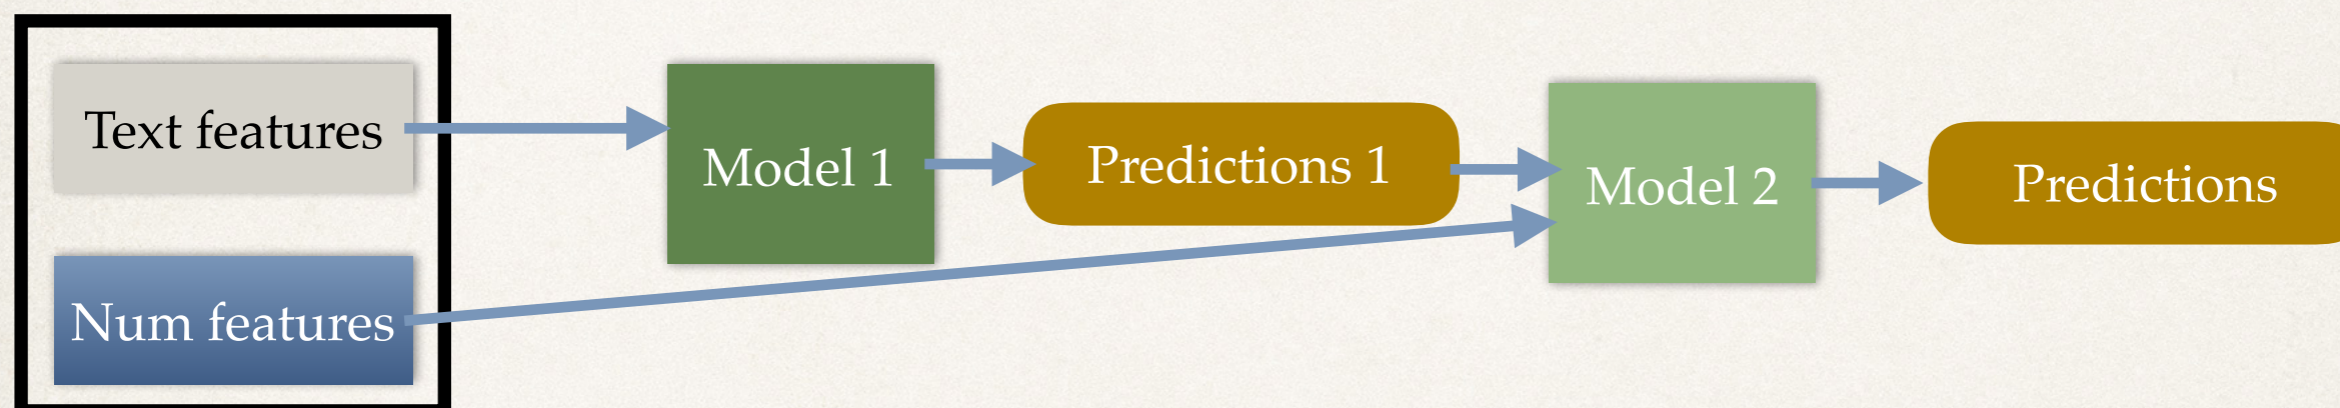 Text features
Model 1
Predictions 1
Model 2
Predictions
Num features